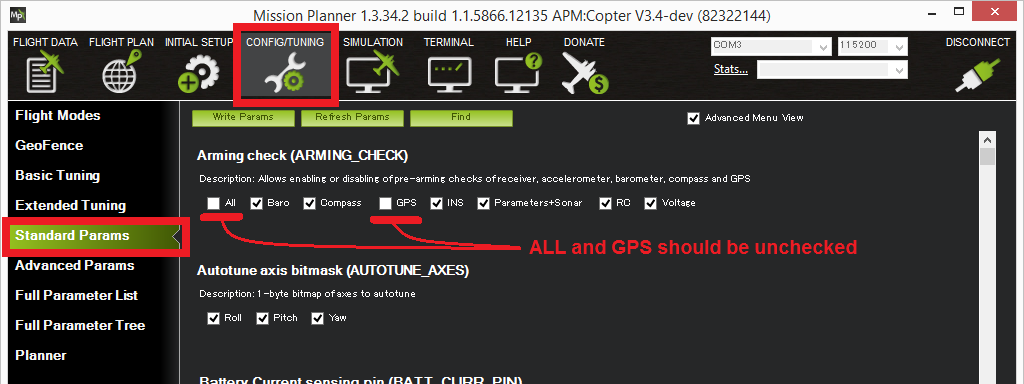 Mp
Mission Planner 1.3.34.2 build 1.1.5866.12135 APM:Copter V3.4-dev (82322144)
FLIGHT DATA FLIGHT PLAN INITIAL SETUP CONFIG/TUNING SIMULATION TERMINAL HELP DONATE COM3 115200 DISCONNECT
Stats...
Flight Modes
GeoFence
Basic Tuning
Extended Tuning
Standard Params
Advanced Params
Full Parameter List
Full Parameter Tree
Planner
Write Params Refresh Params Find Advanced Menu View
Arming check (ARMING_CHECK)
Description: Allows enabling or disabling of pre-arming checks of receiver, accelerometer, barometer, compass and GPS
All Baro Compass GPS INS Parameters+Sonar RC Voltage
ALL and GPS should be unchecked
Autotune axis bitmask (AUTOTUNE_AXES)
Description: 1-byte bitmap of axes to autotune
Roll Pitch Yaw
Battery Current sensing pin (BATT_CURR_PIN)